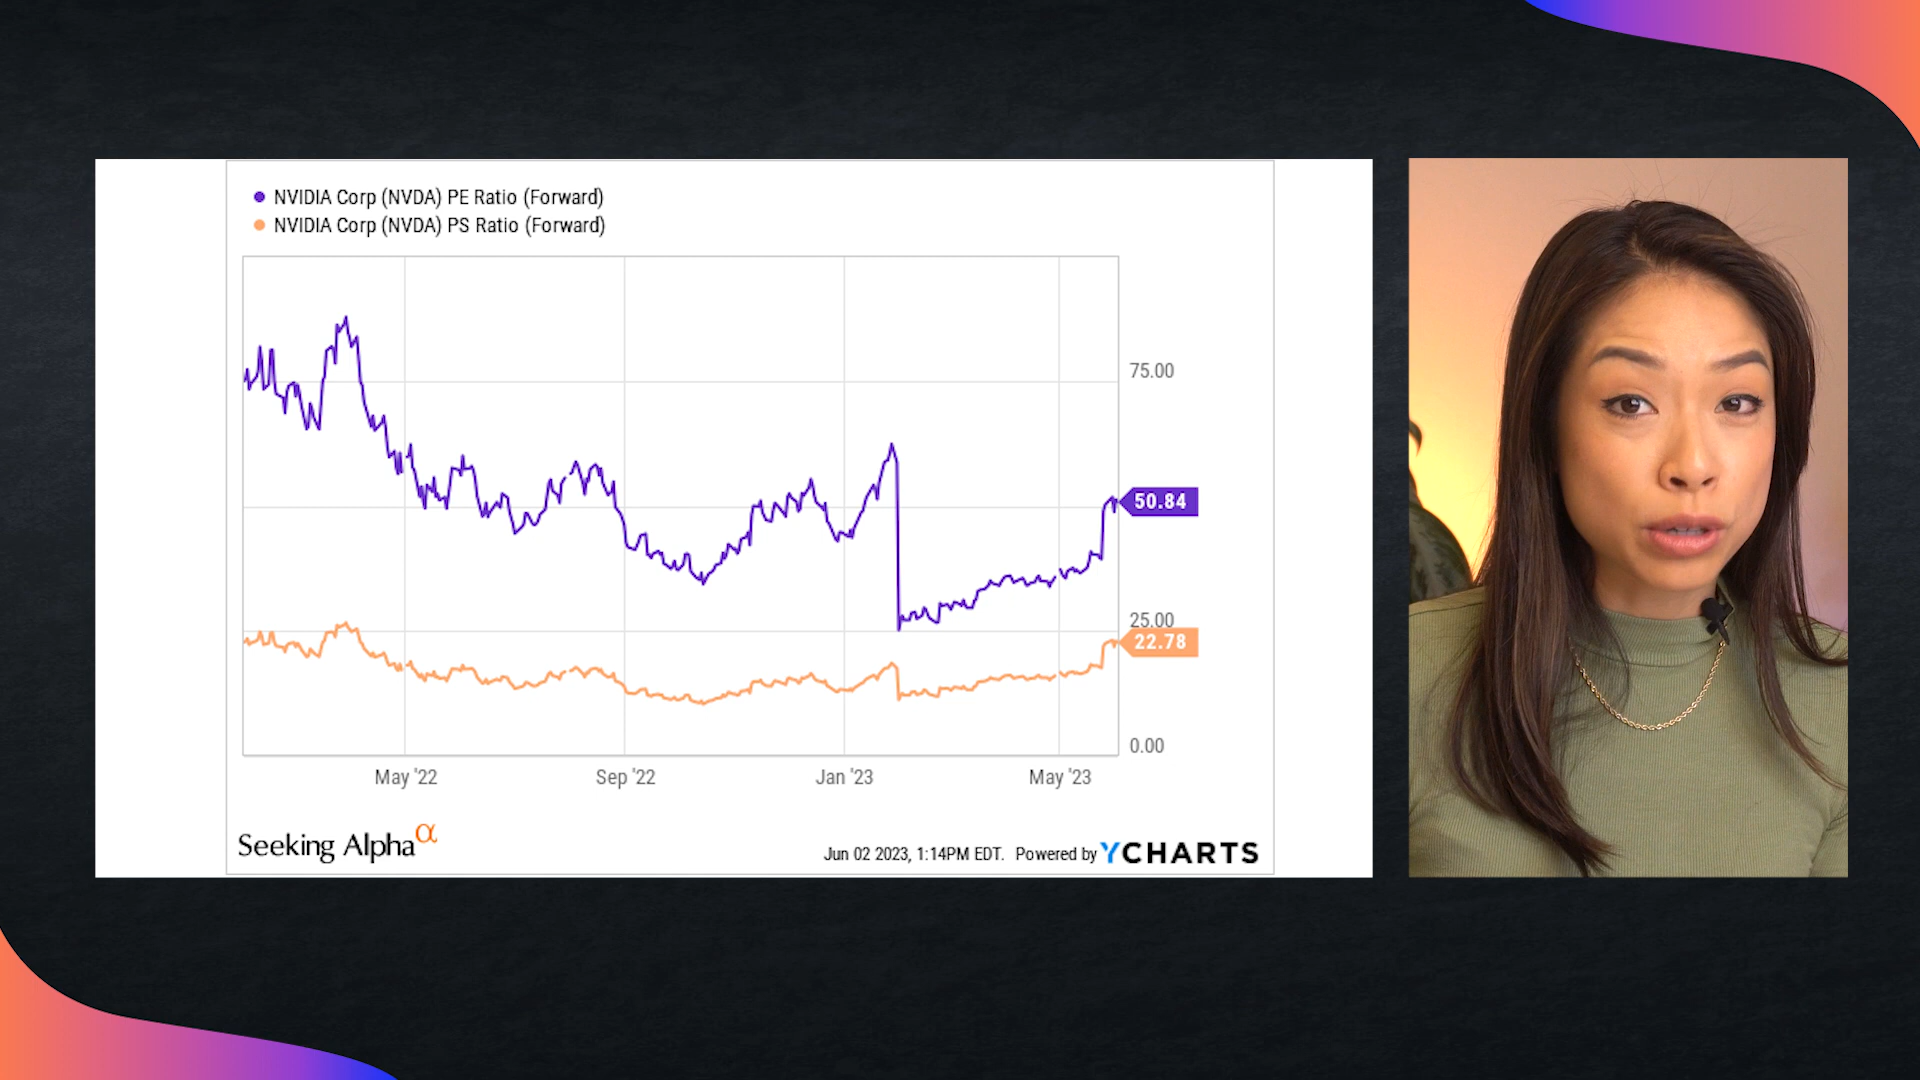 NVIDIA Corp (NVDA) PE Ratio (Forward)
NVIDIA Corp (NVDA) PS Ratio (Forward)
75.00
50.84
25.00
22.78
0.00
May '22
Sep '22
Jan '23
May '23
Seeking Alphaα
Jun 02 2023, 1:14PM EDT. Powered by YCHARTS